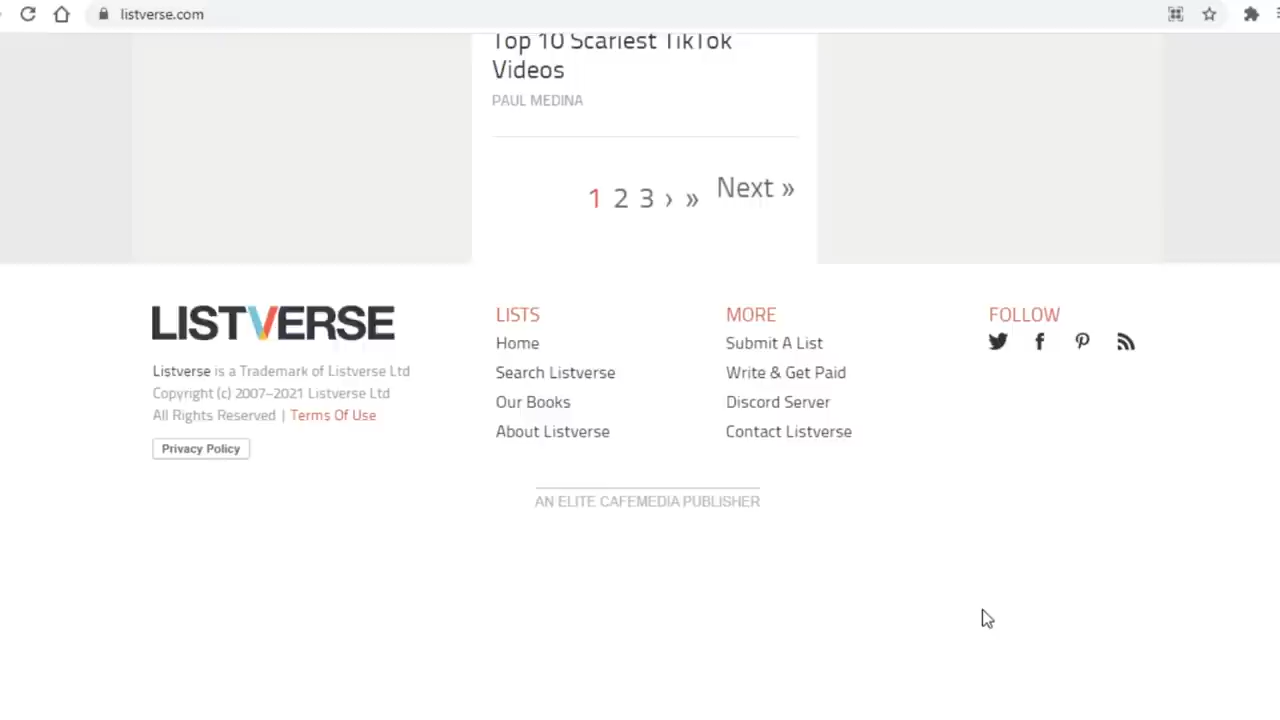 listverse.com
Top 10 Scariest TikTok
Videos
PAUL MEDINA
1 2 3 › » Next »
LISTVERSE
Listverse is a Trademark of Listverse Ltd
Copyright (c) 2007–2021 Listverse Ltd
All Rights Reserved | Terms Of Use
Privacy Policy
LISTS
Home
Search Listverse
Our Books
About Listverse
MORE
Submit A List
Write & Get Paid
Discord Server
Contact Listverse
FOLLOW
AN ELITE CAFEMEDIA PUBLISHER